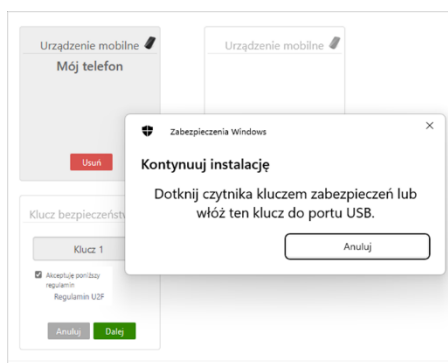 Urządzenie mobilne
Mój telefon
Usuń
Urządzenie mobilne
Zabezpieczenia Windows
Kontynuuj instalację
Dotknij czytnika kluczem zabezpieczeń lub
włóż ten klucz do portu USB.
Anuluj
Klucz
Klucz 1
Akceptuję poniższy
regulamin
Regulamin U2F
Anuluj
Dalej